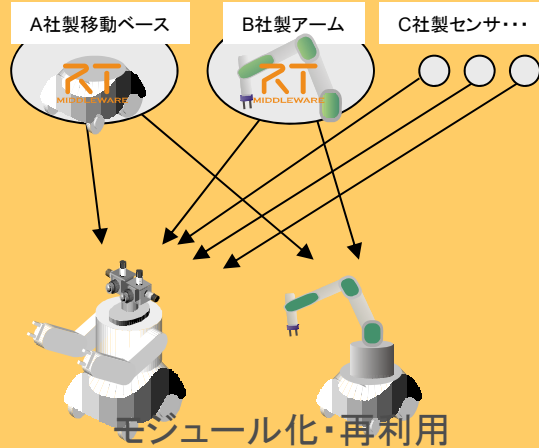 A社製移動ベース
B社製アーム
C社製センサ・・・
RT
MIDDLEWARE
RT
MIDDLEWARE
モジュール化・再利用